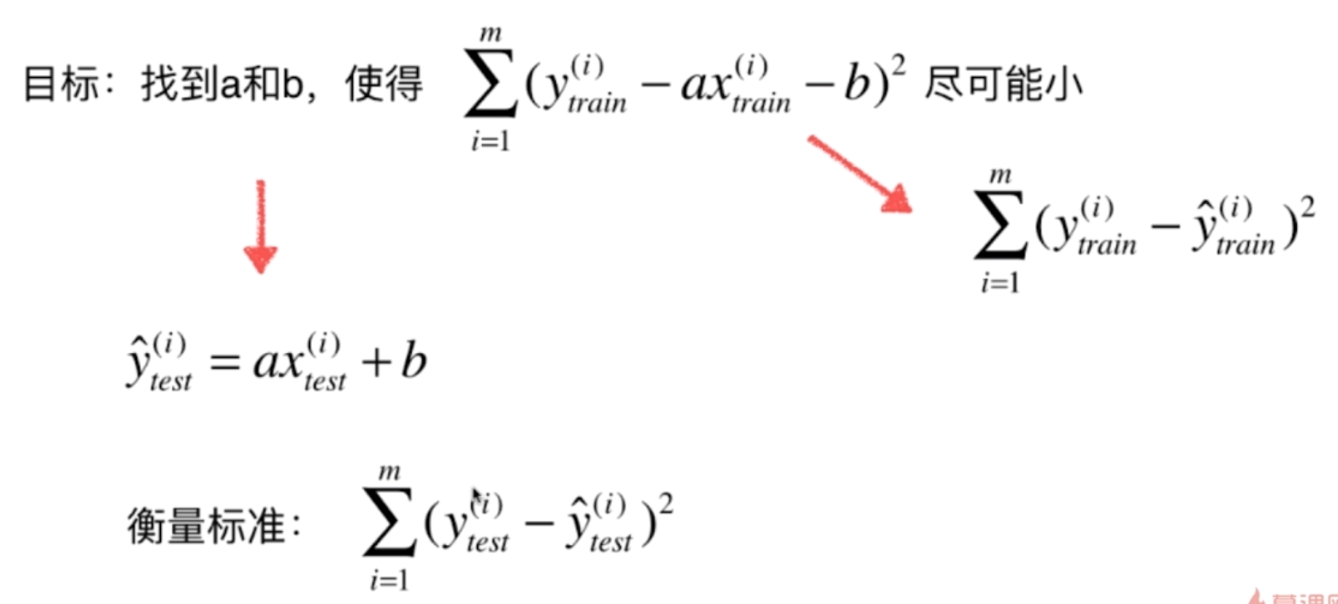 目标：找到a和b，使得 $\sum_{i=1}^{m}(y_{train}^{(i)} - ax_{train}^{(i)} - b)^2$ 尽可能小
$\sum_{i=1}^{m}(y_{train}^{(i)} - \hat{y}_{train}^{(i)})^2$
$\hat{y}_{test}^{(i)} = ax_{test}^{(i)} + b$
衡量标准： $\sum_{i=1}^{m}(y_{test}^{(i)} - \hat{y}_{test}^{(i)})^2$